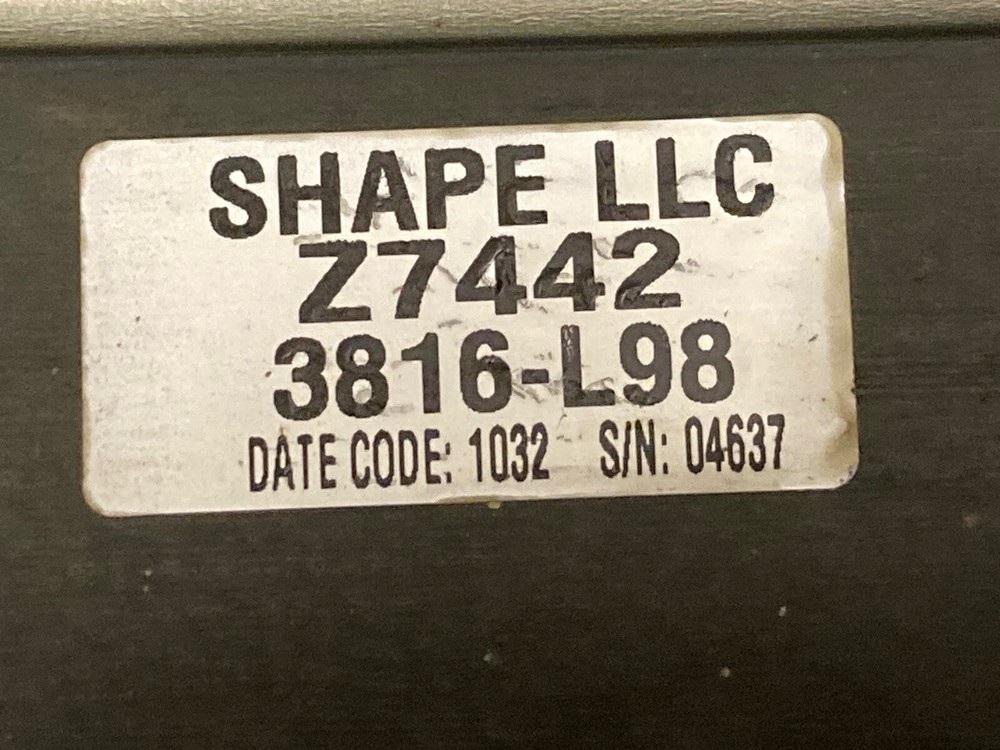 SHAPE LLC
Z7442
3816-L98
DATE CODE: 1032 S/N: 04637